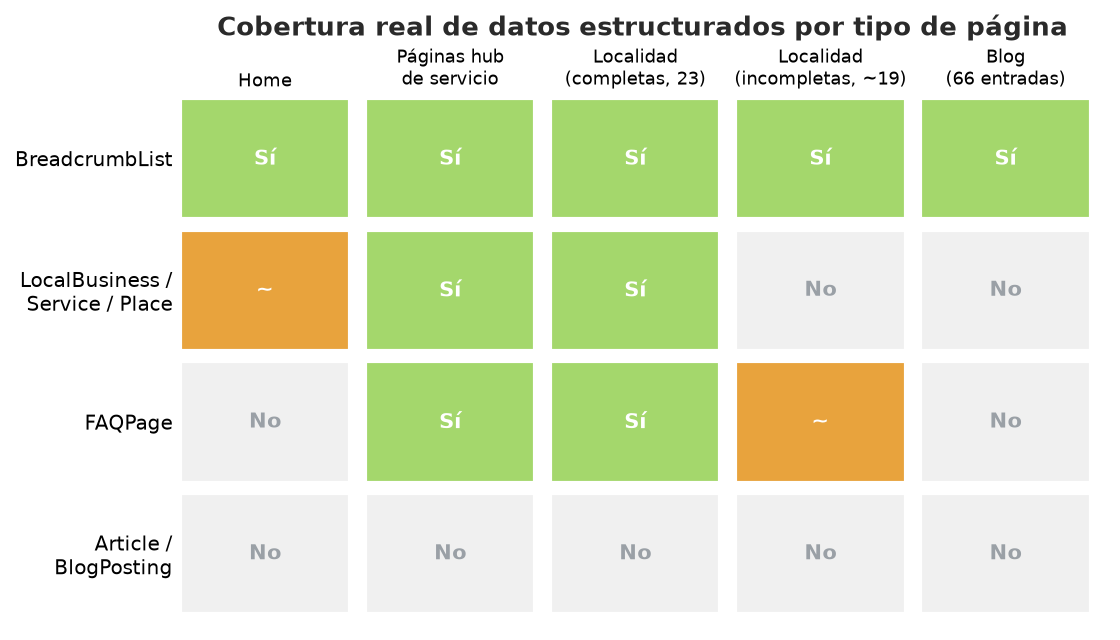 Cobertura real de datos estructurados por tipo de página
Home
Páginas hub
de servicio
Localidad
(completas, 23)
Localidad
(incompletas, ~19)
Blog
(66 entradas)
BreadcrumbList
Sí
Sí
Sí
Sí
Sí
LocalBusiness /
Service / Place
~
Sí
Sí
No
No
FAQPage
No
Sí
Sí
~
No
Article /
BlogPosting
No
No
No
No
No